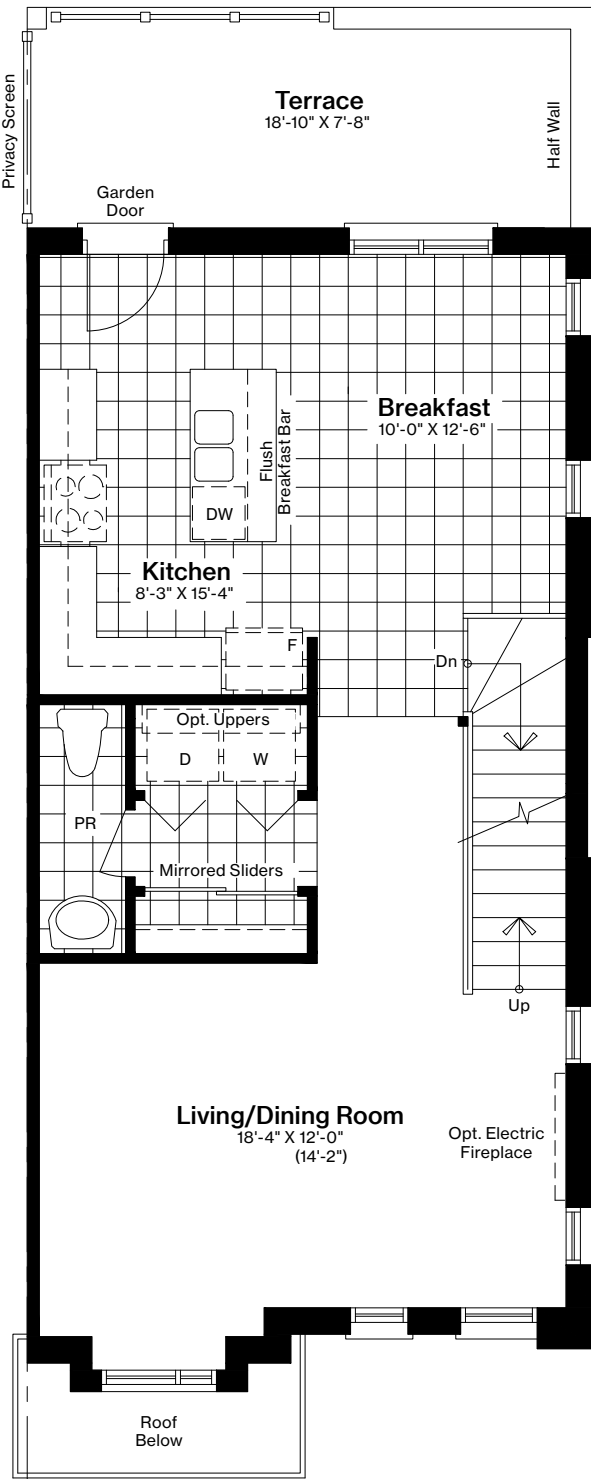 Terrace
18'-10" X 7'-8"
Privacy Screen
Half Wall
Garden
Door
Breakfast
10'-0" X 12'-6"
Flush
Breakfast Bar
DW
Kitchen
8'-3" X 15'-4"
F
Dn
Opt. Uppers
D
W
PR
Mirrored Sliders
Up
Living/Dining Room
18'-4" X 12'-0"
(14'-2")
Opt. Electric
Fireplace
Roof
Below